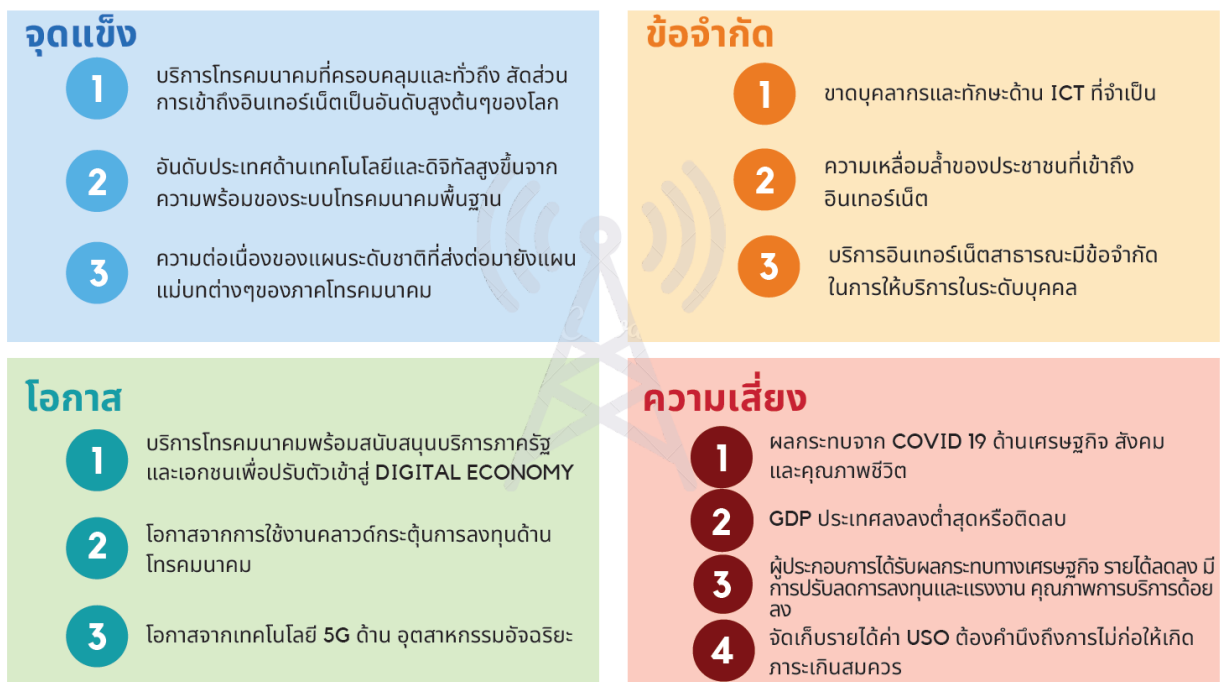 จุดแข็ง
1
บริการโทรคมนาคมที่ครอบคลุมและทั่วถึง สัดส่วน
การเข้าถึงอินเทอร์เน็ตเป็นอันดับสูงต้นๆของโลก
2
อันดับประเทศด้านเทคโนโลยีและดิจิทัลสูงขึ้นจาก
ความพร้อมของระบบโทรคมนาคมพื้นฐาน
3
ความต่อเนื่องของแผนระดับชาติที่ส่งต่อมายังแผน
แม่บทต่างๆของภาคโทรคมนาคม
ข้อจำกัด
1
ขาดบุคลากรและทักษะด้าน ICT ที่จำเป็น
2
ความเหลื่อมล้ำของประชาชนที่เข้าถึง
อินเทอร์เน็ต
3
บริการอินเทอร์เน็ตสาธารณะมีข้อจำกัด
ในการให้บริการในระดับบุคคล
โอกาส
1
บริการโทรคมนาคมพร้อมสนับสนุนบริการภาครัฐ
และเอกชนเพื่อปรับตัวเข้าสู่ DIGITAL ECONOMY
2
โอกาสจากการใช้งานคลาวด์กระตุ้นการลงทุนด้าน
โทรคมนาคม
3
โอกาสจากเทคโนโลยี 5G ด้าน อุตสาหกรรมอัจฉริยะ
ความเสี่ยง
1
ผลกระทบจาก COVID 19 ด้านเศรษฐกิจ สังคม
และคุณภาพชีวิต
2
GDP ประเทศลงลงต่ำสุดหรือติดลบ
3
ผู้ประกอบการได้รับผลกระทบทางเศรษฐกิจ รายได้ลดลง มี
การปรับลดการลงทุนและแรงงาน คุณภาพการบริการด้อย
ลง
4
จัดเก็บรายได้ค่า USO ต้องคำนึงถึงการไม่ก่อให้เกิด
ภาระเกินสมควร